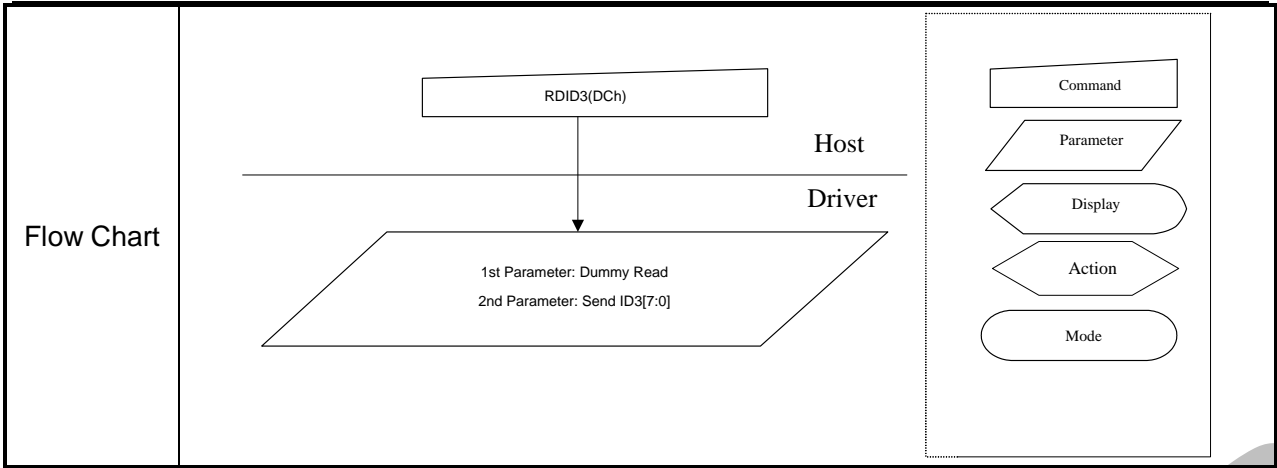 Flow Chart
RDID3(DCh)
Host
Driver
1st Parameter: Dummy Read
2nd Parameter: Send ID3[7:0]
Command
Parameter
Display
Action
Mode